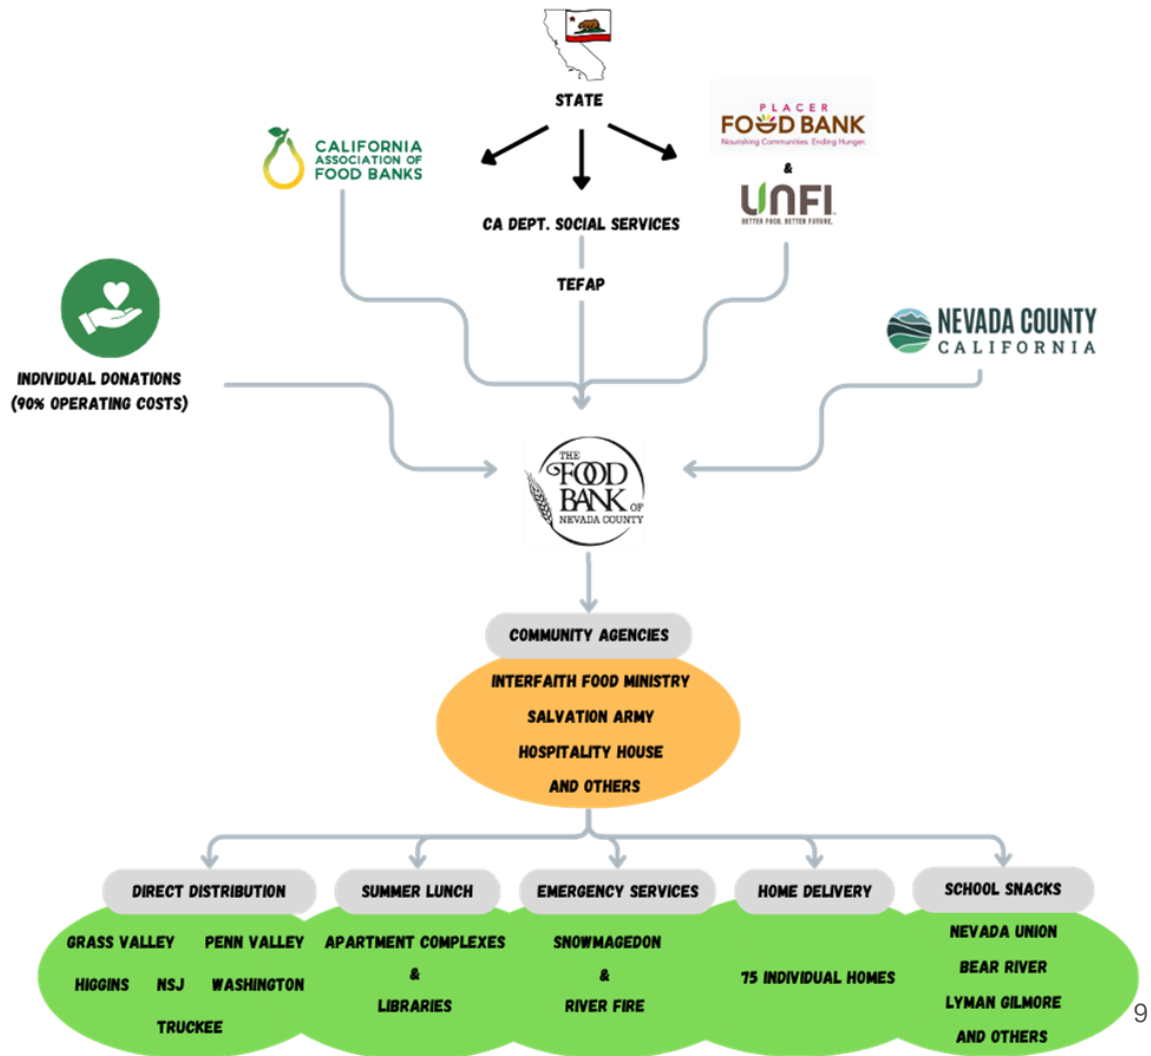 STATE
CALIFORNIA
ASSOCIATION OF
FOOD BANKS
PLACER
FOOD BANK
Nourishing Communities. Ending Hunger.
&
UNFI
BETTER FOOD. BETTER FUTURE.
CA DEPT. SOCIAL SERVICES
TEFAP
INDIVIDUAL DONATIONS
(90% OPERATING COSTS)
NEVADA COUNTY
CALIFORNIA
THE
FOOD
BANK OF
NEVADA COUNTY
COMMUNITY AGENCIES
INTERFAITH FOOD MINISTRY
SALVATION ARMY
HOSPITALITY HOUSE
AND OTHERS
DIRECT DISTRIBUTION
GRASS VALLEY PENN VALLEY
HIGGINS NSJ WASHINGTON
TRUCKEE
SUMMER LUNCH
APARTMENT COMPLEXES
&
LIBRARIES
EMERGENCY SERVICES
SNOWMAGEDON
&
RIVER FIRE
HOME DELIVERY
75 INDIVIDUAL HOMES
SCHOOL SNACKS
NEVADA UNION
BEAR RIVER
LYMAN GILMORE
AND OTHERS
9